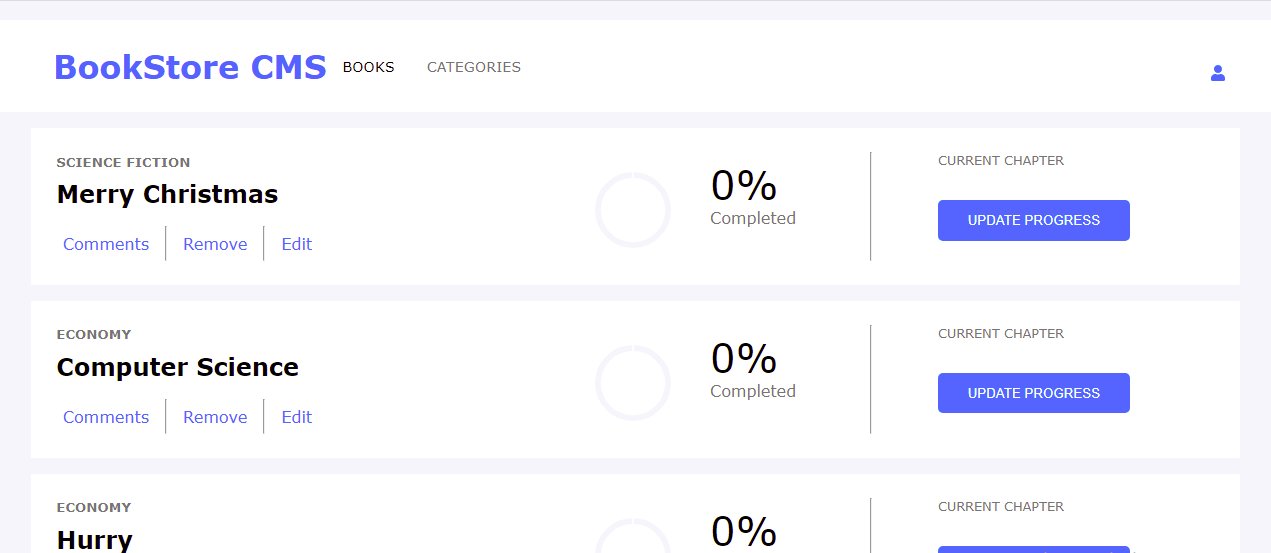 BookStore CMS BOOKS CATEGORIES
SCIENCE FICTION
Merry Christmas
Comments Remove Edit
0%
Completed
CURRENT CHAPTER
UPDATE PROGRESS
ECONOMY
Computer Science
Comments Remove Edit
0%
Completed
CURRENT CHAPTER
UPDATE PROGRESS
ECONOMY
Hurry
0%
CURRENT CHAPTER